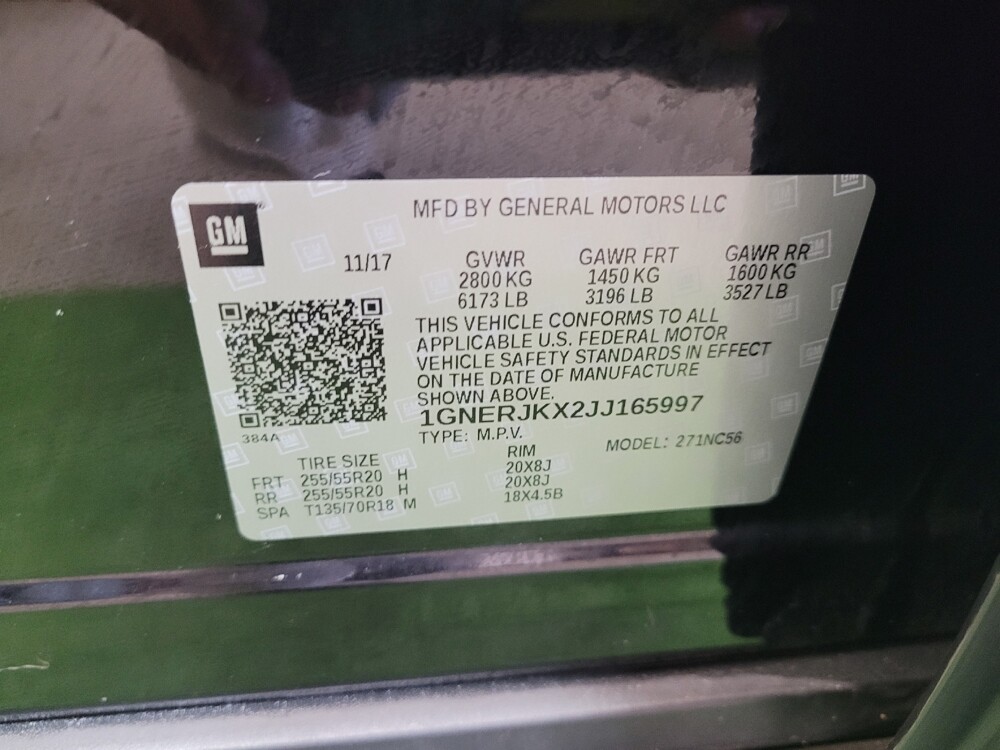 GM
MFD BY GENERAL MOTORS LLC
11/17
GVWR GAWR FRT GAWR RR
2800 KG 1450 KG 1600 KG
6173 LB 3196 LB 3527 LB
THIS VEHICLE CONFORMS TO ALL
APPLICABLE U.S. FEDERAL MOTOR
VEHICLE SAFETY STANDARDS IN EFFECT
ON THE DATE OF MANUFACTURE
SHOWN ABOVE.
1GNERJKX2JJ165997
384A
TYPE: M.P.V. MODEL: 271NC56
TIRE SIZE RIM
FRT 255/55R20 H 20X8J
RR 255/55R20 H 20X8J
SPA T135/70R18 M 18X4.5B